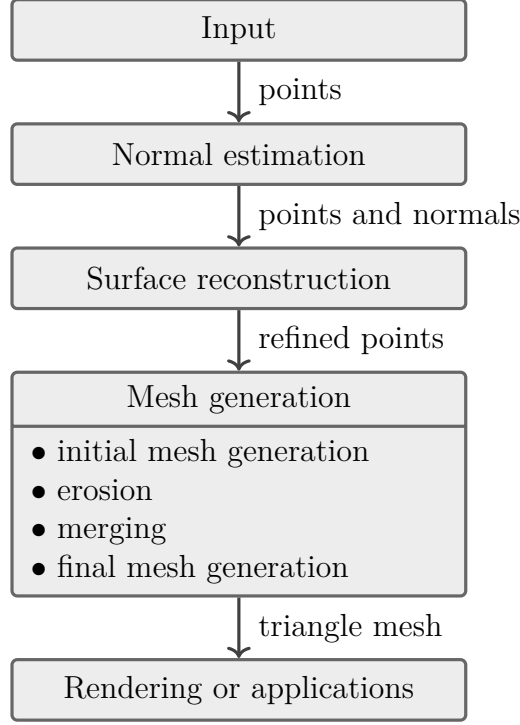 Input
points
Normal estimation
points and normals
Surface reconstruction
refined points
Mesh generation
• initial mesh generation
• erosion
• merging
• final mesh generation
triangle mesh
Rendering or applications